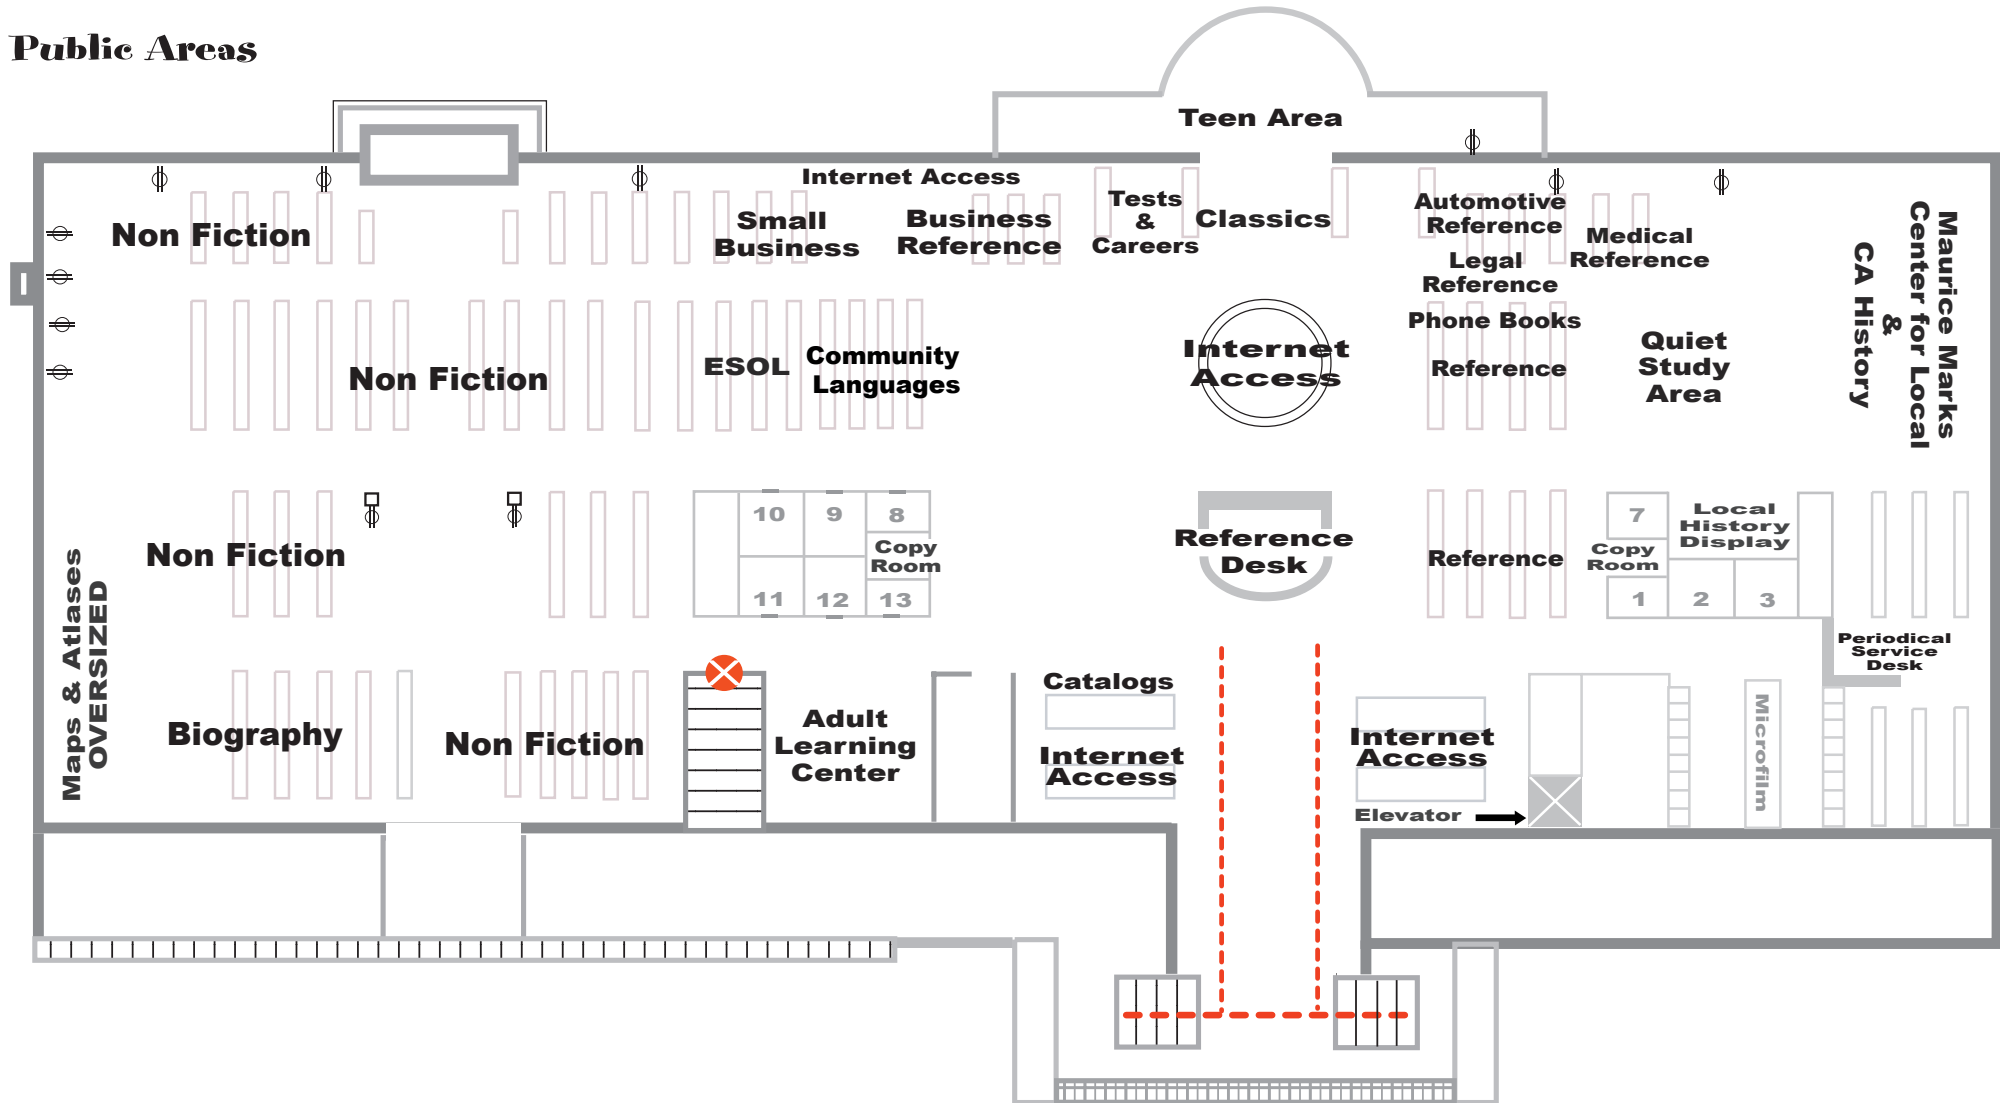 Public Areas
Teen Area
Internet Access
Non Fiction
Small
Business
Business
Reference
Tests
&
Careers
Classics
Automotive
Reference
Legal
Reference
Medical
Reference
Maurice Marks
Center for Local
&
CA History
Non Fiction
ESOL
Community
Languages
Internet
Access
Phone Books
Reference
Quiet
Study
Area
Non Fiction
10
9
8
Copy
Room
11
12
13
Reference
Desk
Reference
7
Copy
Room
1
2
3
Local
History
Display
Periodical
Service
Desk
Maps & Atlases
OVERSIZED
Biography
Non Fiction
Adult
Learning
Center
Catalogs
Internet
Access
Internet
Access
Elevator
Microfilm